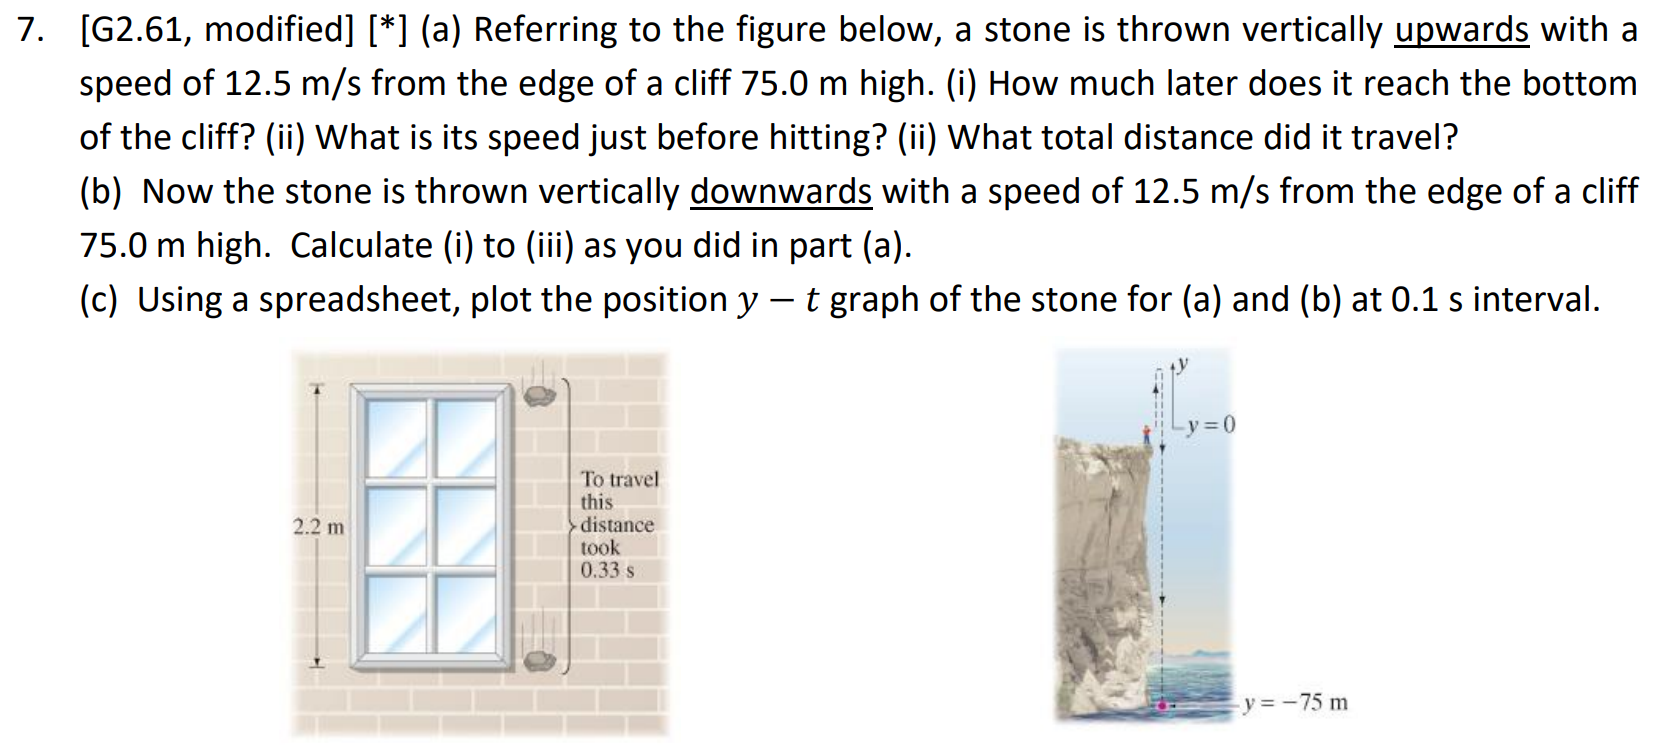 7. [G2.61, modified] [*] (a) Referring to the figure below, a stone is thrown vertically upwards with a
speed of 12.5 m/s from the edge of a cliff 75.0 m high. (i) How much later does it reach the bottom
of the cliff? (ii) What is its speed just before hitting? (ii) What total distance did it travel?
(b) Now the stone is thrown vertically downwards with a speed of 12.5 m/s from the edge of a cliff
75.0 m high. Calculate (i) to (iii) as you did in part (a).
(c) Using a spreadsheet, plot the position y − t graph of the stone for (a) and (b) at 0.1 s interval.
2.2 m
To travel
this
distance
took
0.33 s
y
y = 0
y = −75 m